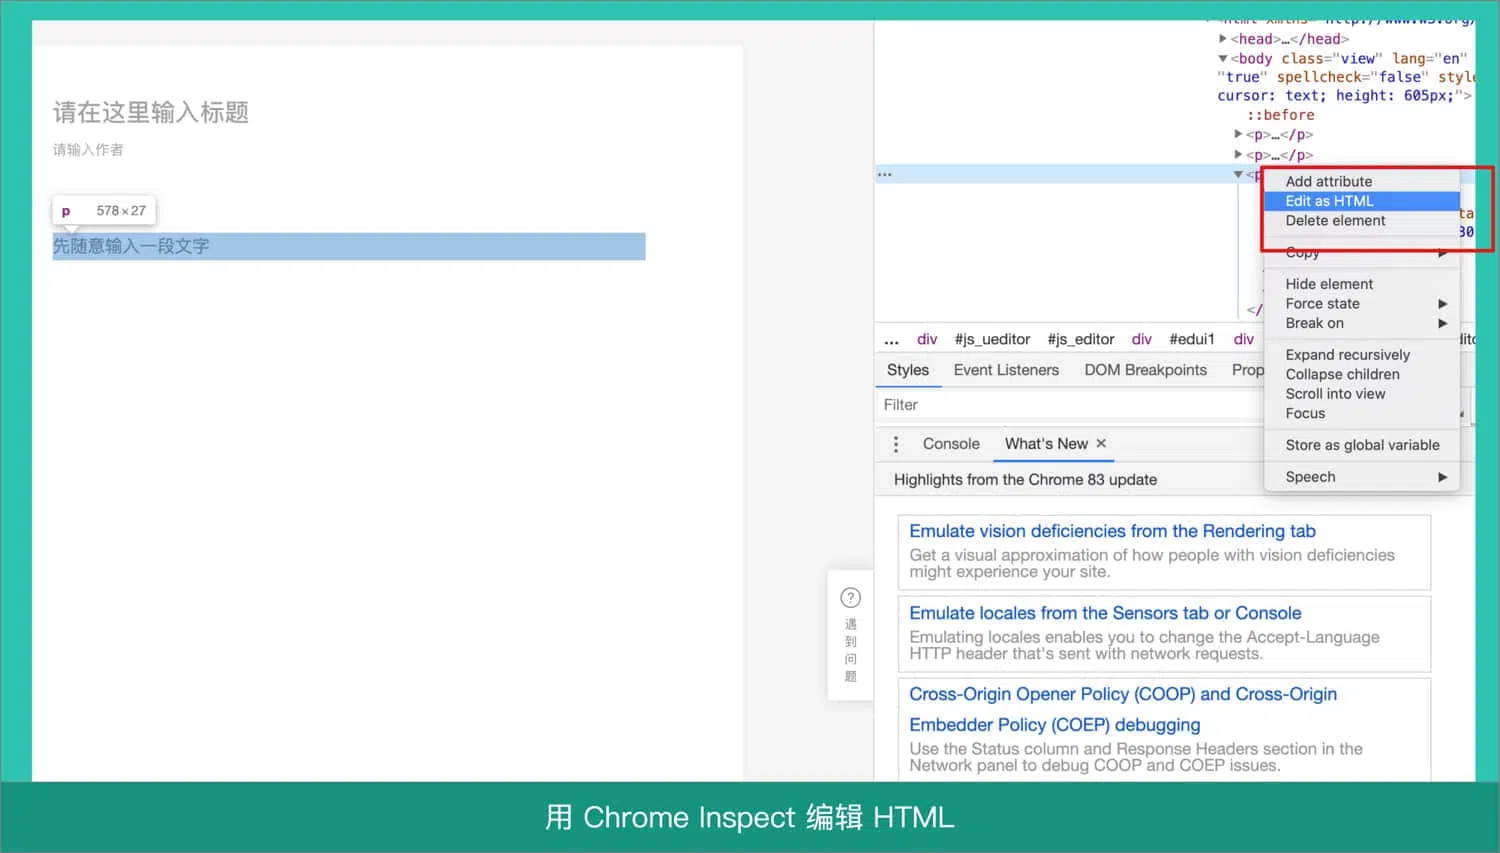 请在这里输入标题
请输入作者
p 578×27
先随意输入一段文字
<head>…</head>
<body class="view" lang="en"
"true" spellcheck="false" style
cursor: text; height: 605px;">
::before
<p>…</p>
<p>…</p>
…
Add attribute
Edit as HTML
Delete element
Copy
Hide element
Force state
Break on
Expand recursively
Collapse children
Scroll into view
Focus
Store as global variable
Speech
… div #js_ueditor #js_editor div #edui1 div
Styles Event Listeners DOM Breakpoints Prop
Filter
Console What's New ×
Highlights from the Chrome 83 update
Emulate vision deficiencies from the Rendering tab
Get a visual approximation of how people with vision deficiencies
might experience your site.
Emulate locales from the Sensors tab or Console
Emulating locales enables you to change the Accept-Language
HTTP header that's sent with network requests.
Cross-Origin Opener Policy (COOP) and Cross-Origin
Embedder Policy (COEP) debugging
Use the Status column and Response Headers section in the
Network panel to debug COOP and COEP issues.
?
遇
到
问
题
用 Chrome Inspect 编辑 HTML